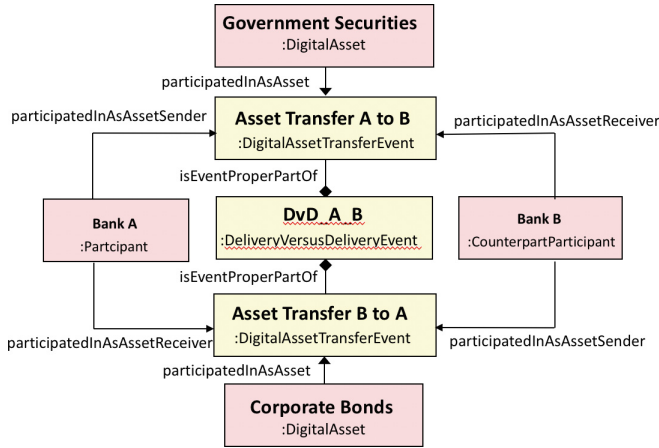 Government Securities
:DigitalAsset
participatedInAsAsset
participatedInAsAssetSender
Asset Transfer A to B
:DigitalAssetTransferEvent
participatedInAsAssetReceiver
isEventProperPartOf
Bank A
:Partcipant
DvD_A_B
:DeliveryVersusDeliveryEvent
Bank B
:CounterpartParticipant
isEventProperPartOf
Asset Transfer B to A
:DigitalAssetTransferEvent
participatedInAsAssetReceiver
participatedInAsAssetSender
participatedInAsAsset
Corporate Bonds
:DigitalAsset